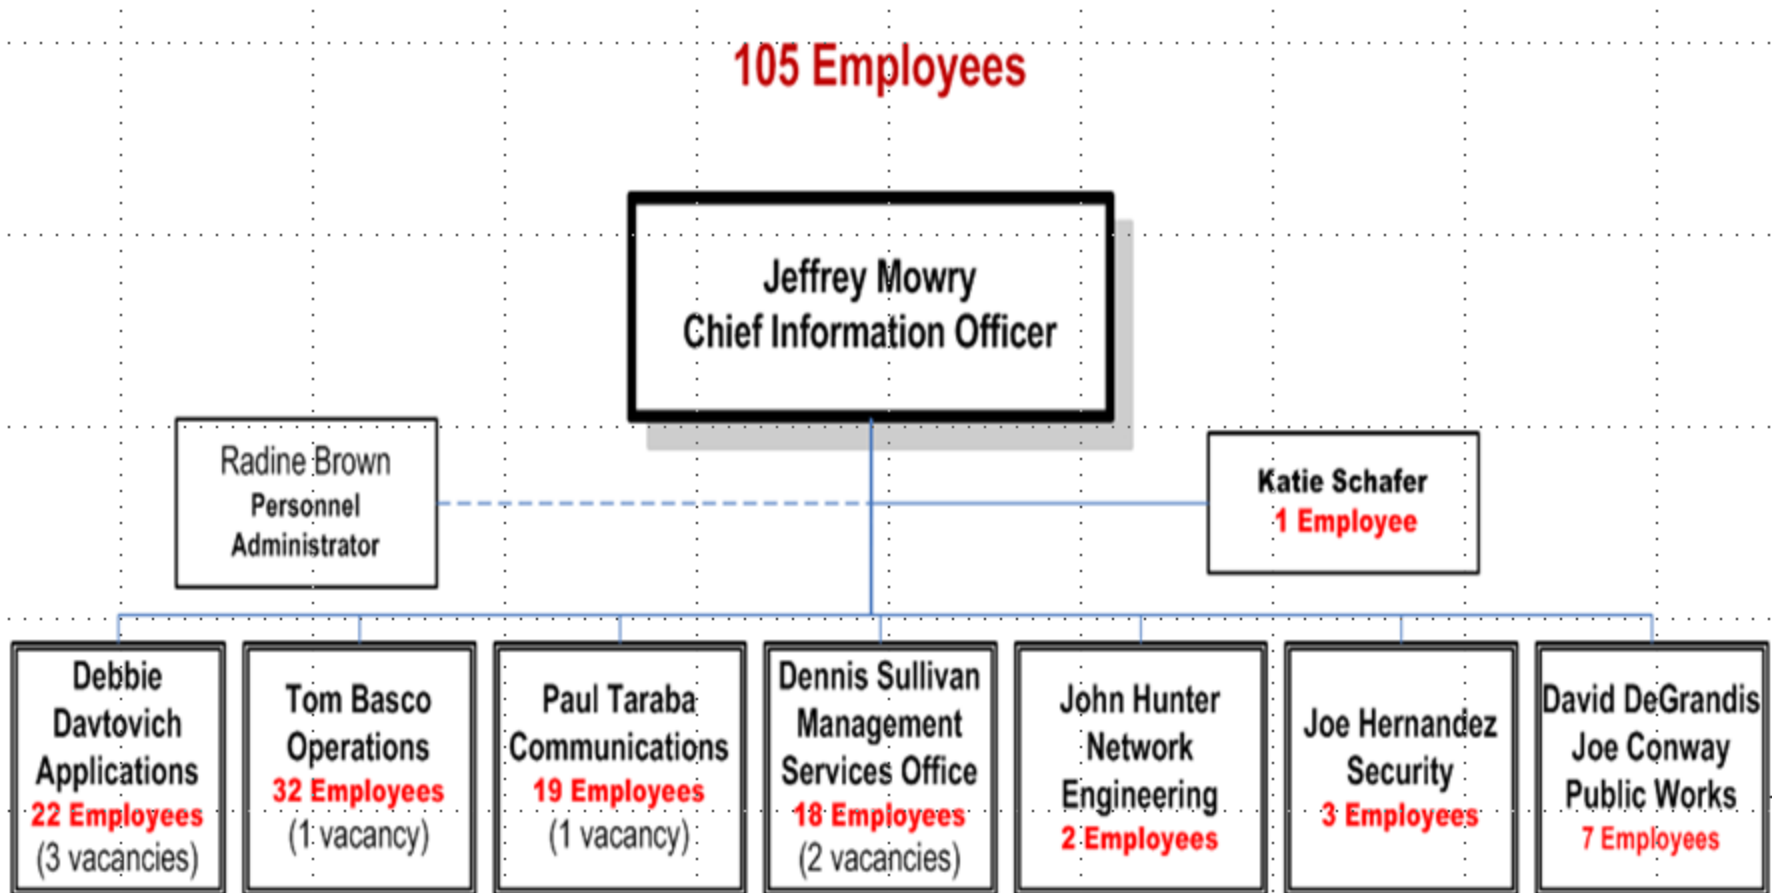 105 Employees
Jeffrey Mowry
Chief Information Officer
Radine Brown
Personnel
Administrator
Katie Schafer
1 Employee
Debbie
Davtovich
Applications
22 Employees
(3 vacancies)
Tom Basco
Operations
32 Employees
(1 vacancy)
Paul Taraba
Communications
19 Employees
(1 vacancy)
Dennis Sullivan
Management
Services Office
18 Employees
(2 vacancies)
John Hunter
Network
Engineering
2 Employees
Joe Hernandez
Security
3 Employees
David DeGrandis
Joe Conway
Public Works
7 Employees